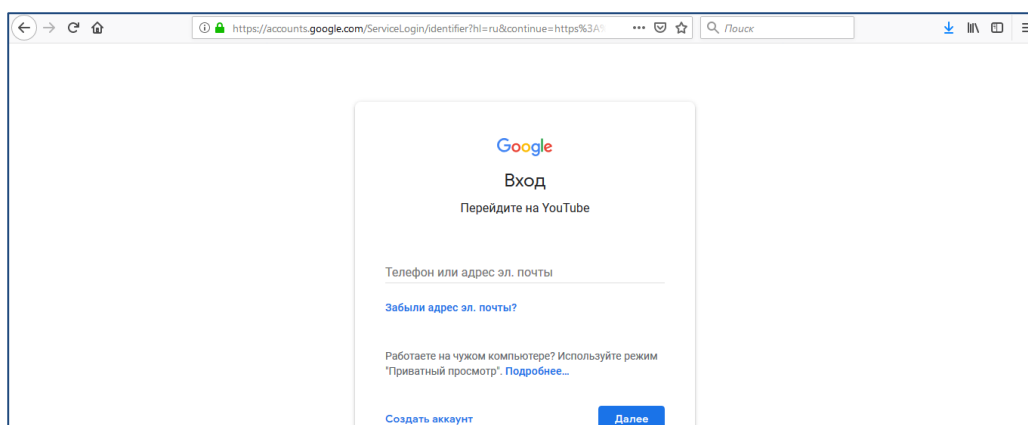 https://accounts.google.com/ServiceLogin/identifier?hl=ru&continue=https%3A%
Поиск
Google
Вход
Перейдите на YouTube
Телефон или адрес эл. почты
Забыли адрес эл. почты?
Работаете на чужом компьютере? Используйте режим
"Приватный просмотр". Подробнее...
Создать аккаунт
Далее